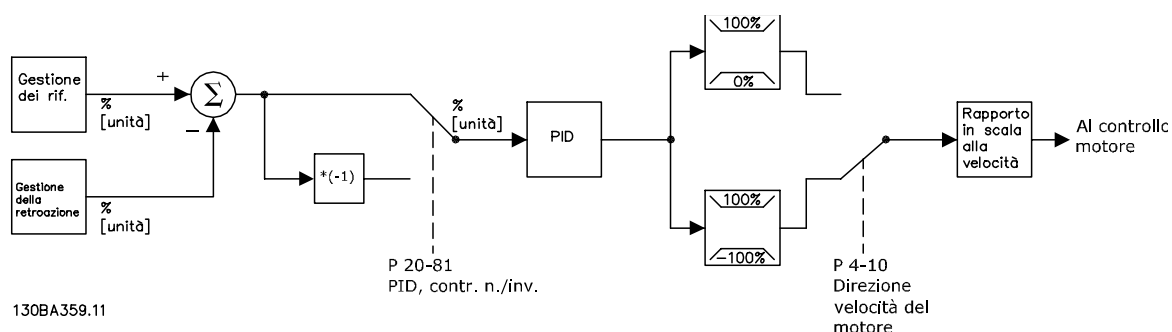 Gestione
dei rif.
+
%
[unità]
Σ
−
Gestione
della
retroazione
%
[unità]
*(-1)
P 20-81
PID, contr. n./inv.
%
[unità]
PID
100%
0%
100%
−100%
P 4-10
Direzione
velocità del
motore
Rapporto
in scala
alla
velocità
Al controllo
motore
130BA359.11